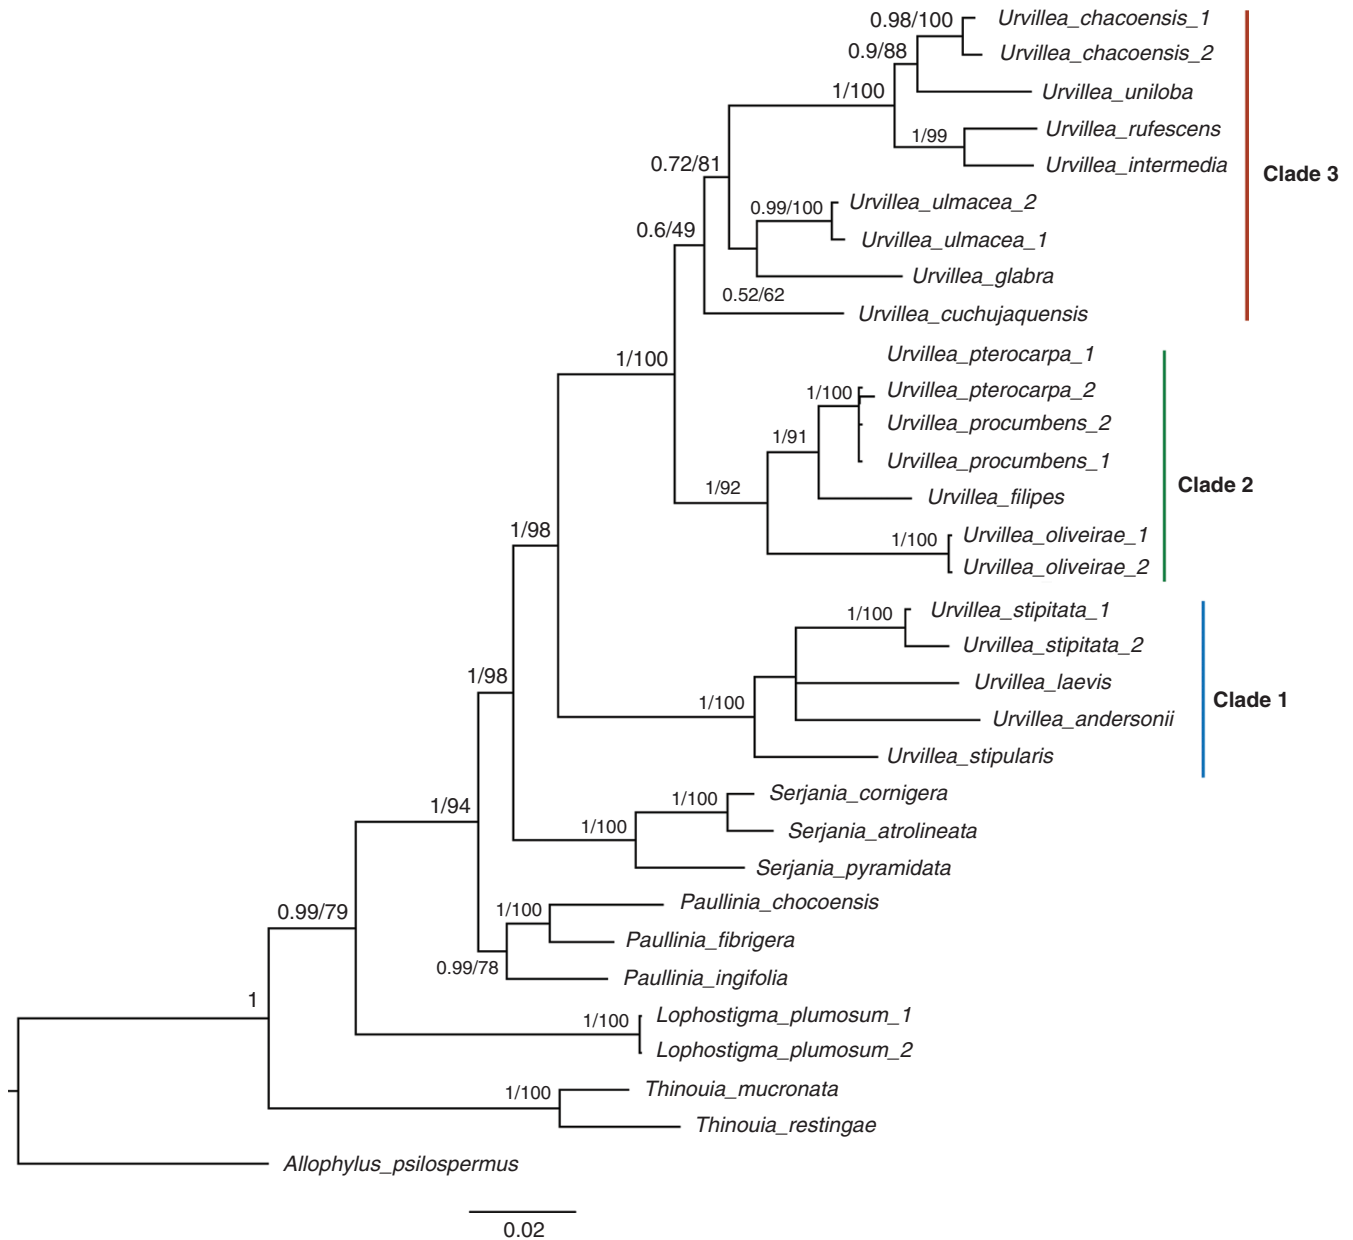 0.98/100
Urvillea_chacoensis_1
0.9/88
Urvillea_chacoensis_2
1/100
Urvillea_uniloba
1/99
Urvillea_rufescens
Urvillea_intermedia
Clade 3
0.72/81
0.99/100
Urvillea_ulmacea_2
0.6/49
Urvillea_ulmacea_1
Urvillea_glabra
0.52/62
Urvillea_cuchujaquensis
1/100
Urvillea_pterocarpa_1
1/100
Urvillea_pterocarpa_2
Urvillea_procumbens_2
1/91
Urvillea_procumbens_1
1/92
Urvillea_filipes
Clade 2
1/98
1/100
Urvillea_oliveirae_1
Urvillea_oliveirae_2
1/100
Urvillea_stipitata_1
Urvillea_stipitata_2
1/98
Urvillea_laevis
1/100
Urvillea_andersonii
Clade 1
Urvillea_stipularis
1/94
1/100
Serjania_cornigera
1/100
Serjania_atrolineata
Serjania_pyramidata
0.99/79
1/100
Paullinia_chocoensis
Paullinia_fibrigera
0.99/78
Paullinia_ingifolia
1
1/100
Lophostigma_plumosum_1
Lophostigma_plumosum_2
1/100
Thinouia_mucronata
Thinouia_restingae
Allophylus_psilospermus
0.02